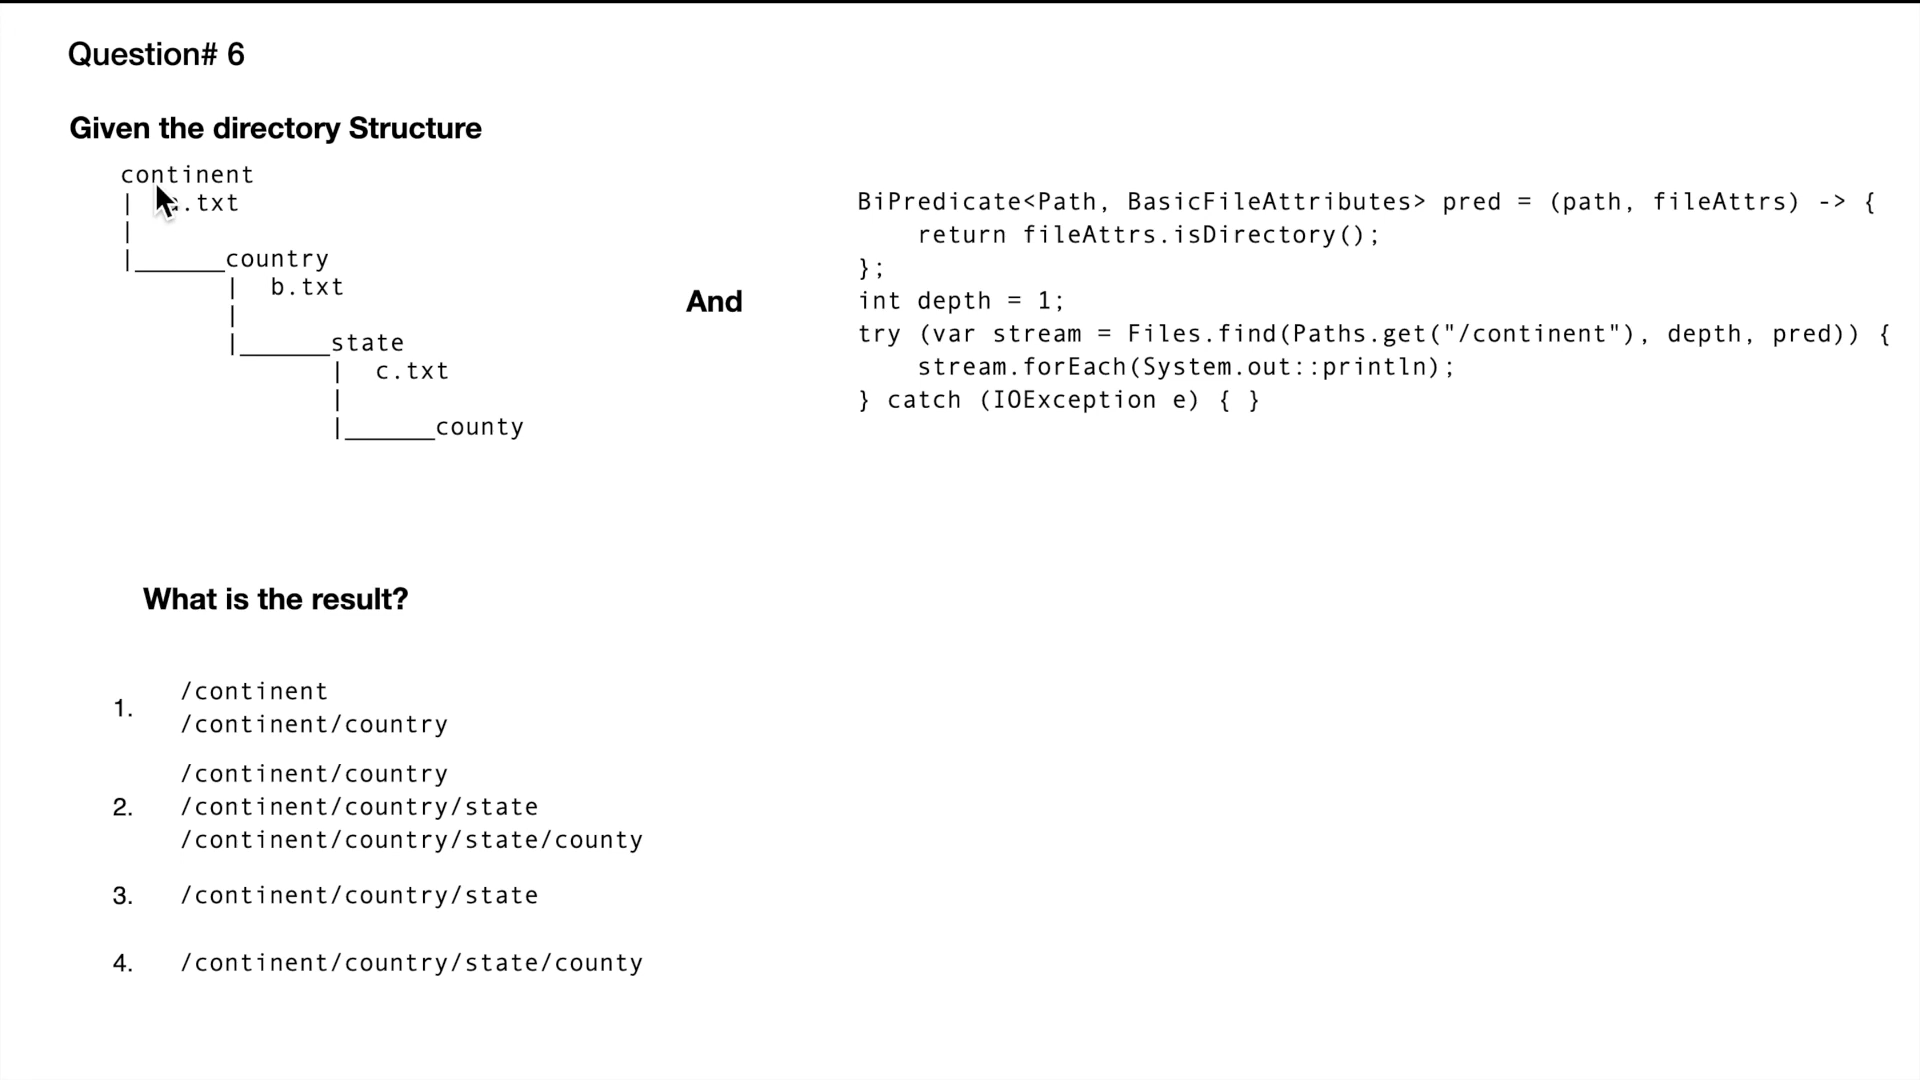 Question# 6
Given the directory Structure
continent
| .txt
|
|______country
| b.txt
|
|______state
| c.txt
|
|______county
And
BiPredicate<Path, BasicFileAttributes> pred = (path, fileAttrs) -> {
    return fileAttrs.isDirectory();
};
int depth = 1;
try (var stream = Files.find(Paths.get("/continent"), depth, pred)) {
    stream.forEach(System.out::println);
} catch (IOException e) { }
What is the result?
1. /continent
/continent/country
2. /continent/country
/continent/country/state
/continent/country/state/county
3. /continent/country/state
4. /continent/country/state/county